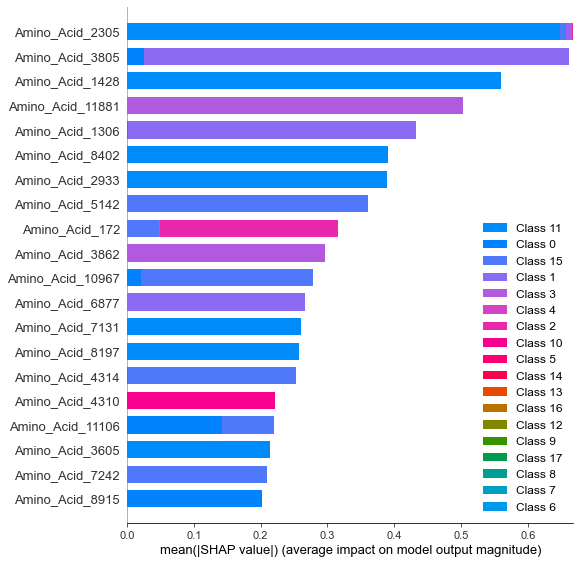 Amino_Acid_2305
Amino_Acid_3805
Amino_Acid_1428
Amino_Acid_11881
Amino_Acid_1306
Amino_Acid_8402
Amino_Acid_2933
Amino_Acid_5142
Amino_Acid_172
Amino_Acid_3862
Amino_Acid_10967
Amino_Acid_6877
Amino_Acid_7131
Amino_Acid_8197
Amino_Acid_4314
Amino_Acid_4310
Amino_Acid_11106
Amino_Acid_3605
Amino_Acid_7242
Amino_Acid_8915
Class 11
Class 0
Class 15
Class 1
Class 3
Class 4
Class 2
Class 10
Class 5
Class 14
Class 13
Class 16
Class 12
Class 9
Class 17
Class 8
Class 7
Class 6
0.0 0.1 0.2 0.3 0.4 0.5 0.6
mean(|SHAP value|) (average impact on model output magnitude)